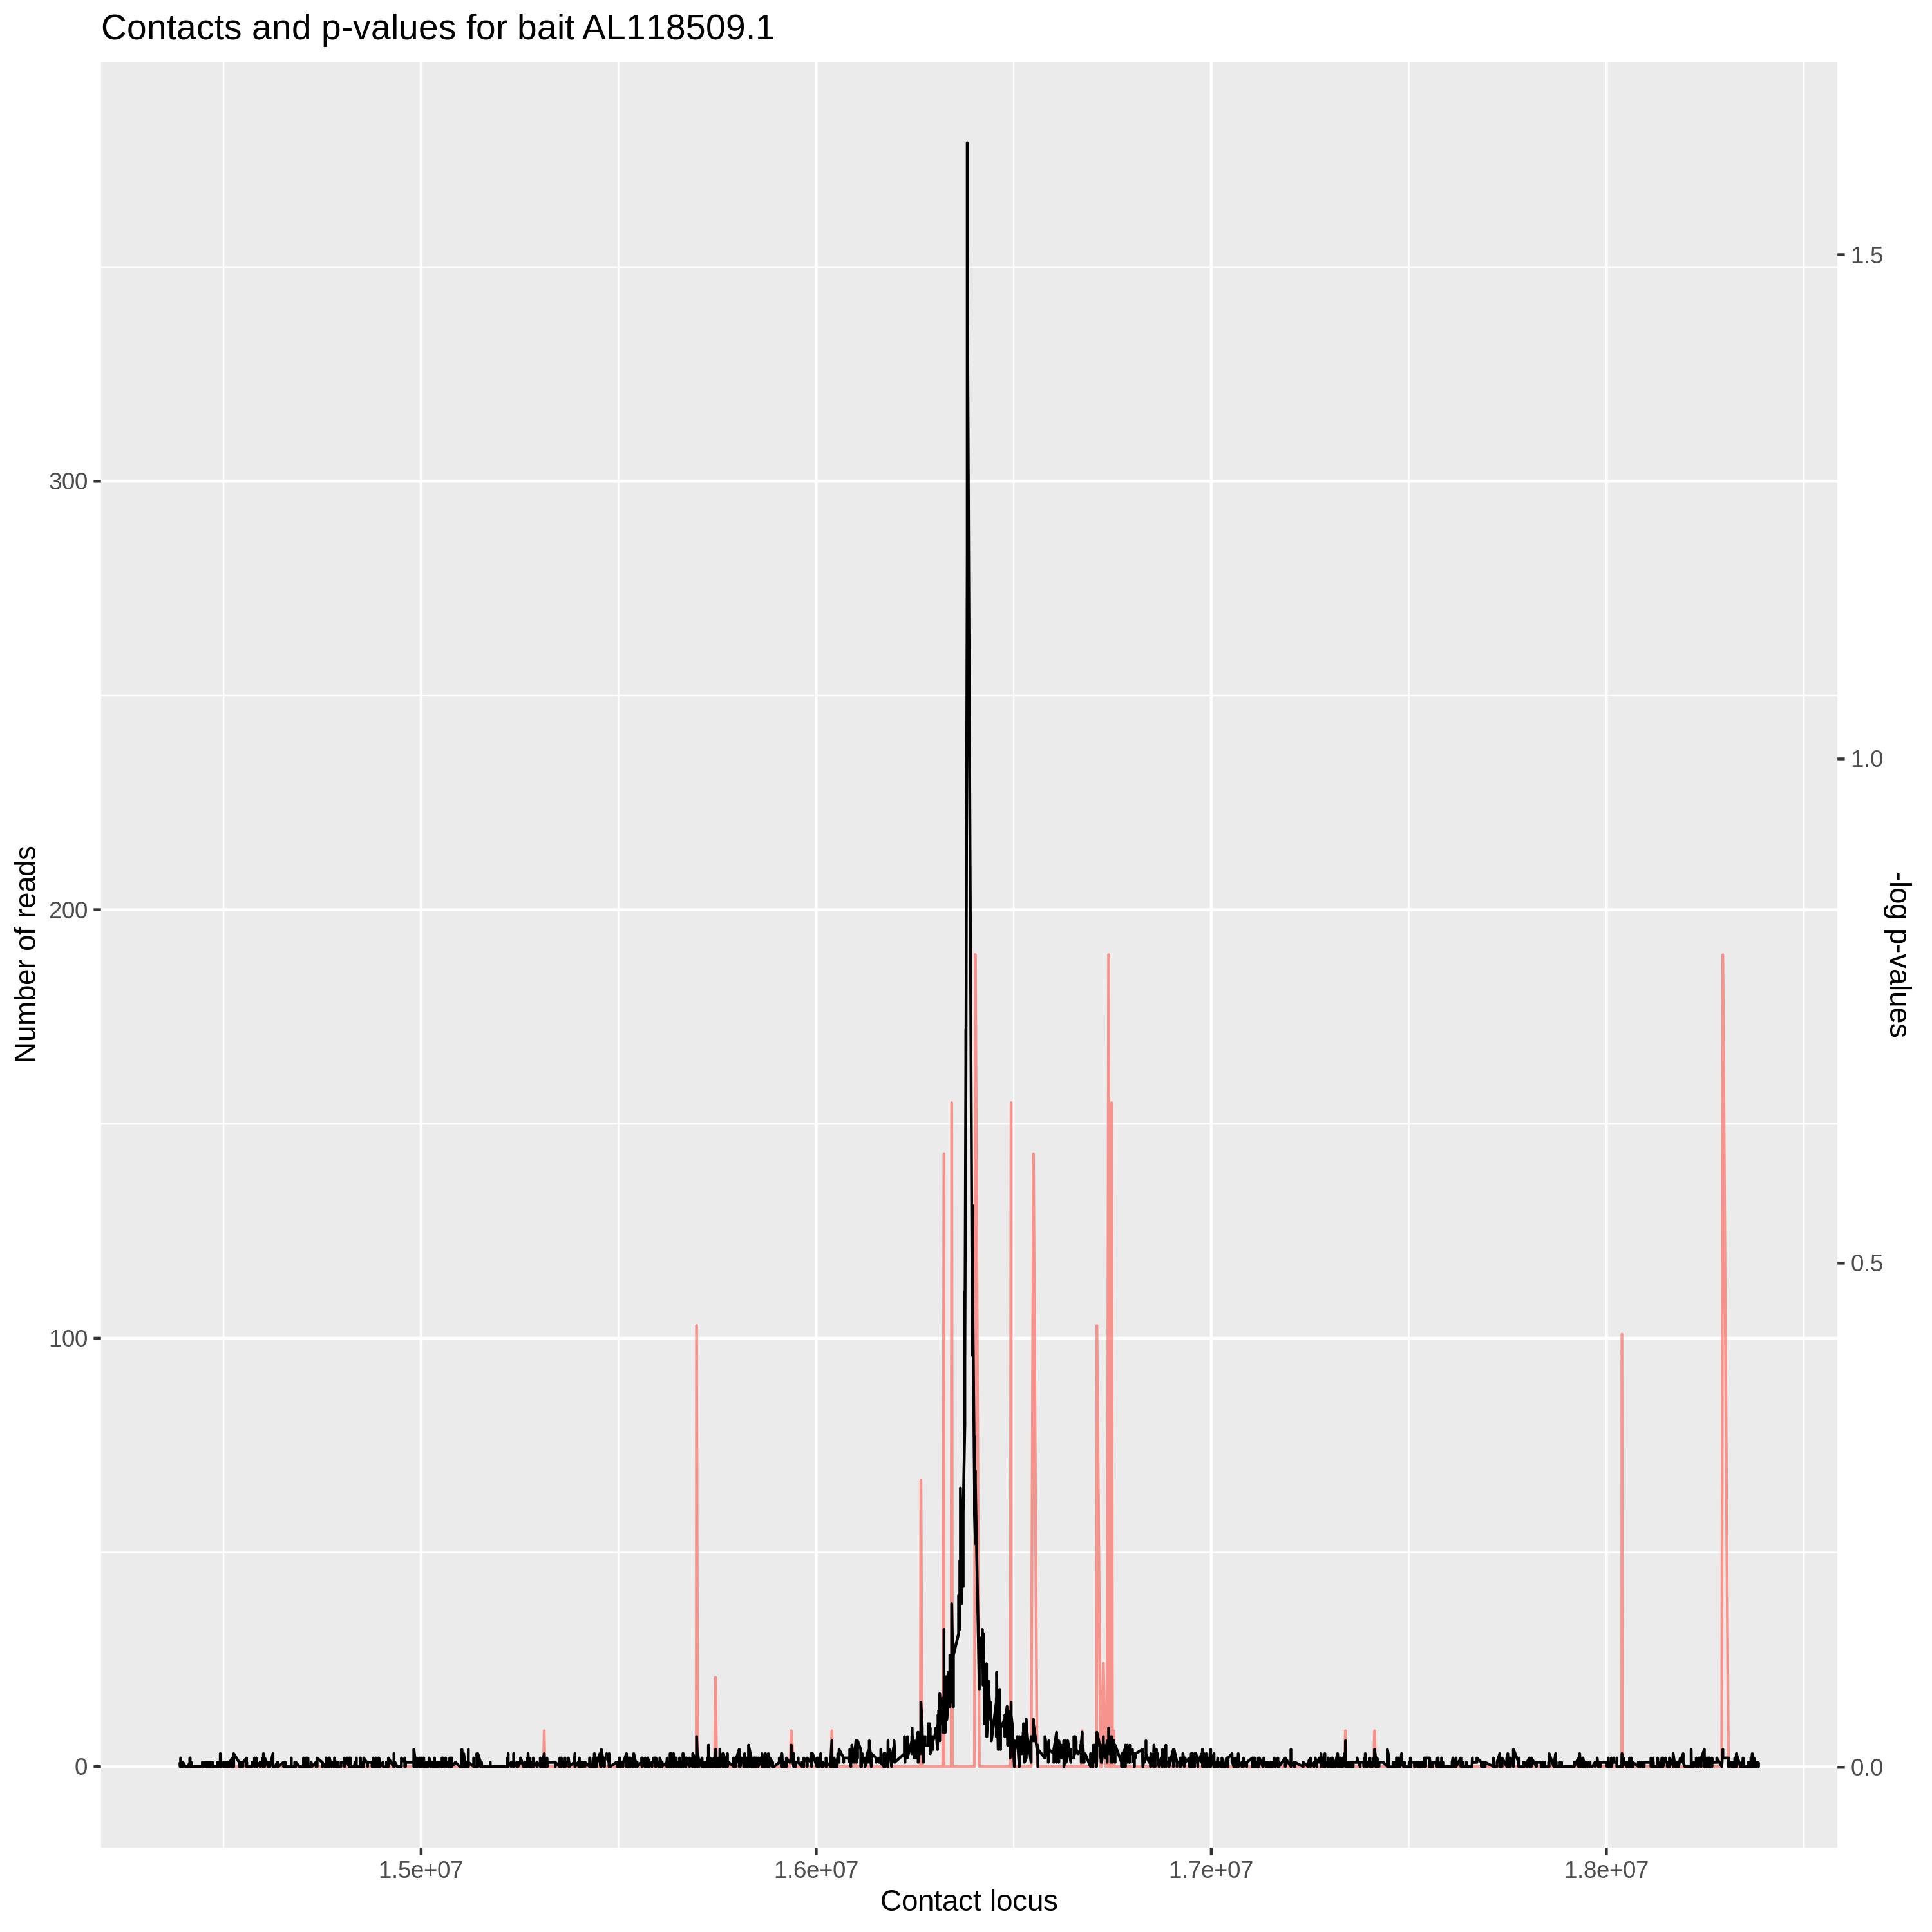 Contacts and p-values for bait AL118509.1
Number of reads
300
200
100
0
1.5
1.0
0.5
0.0
-log p-values
1.5e+07 1.6e+07 1.7e+07 1.8e+07
Contact locus